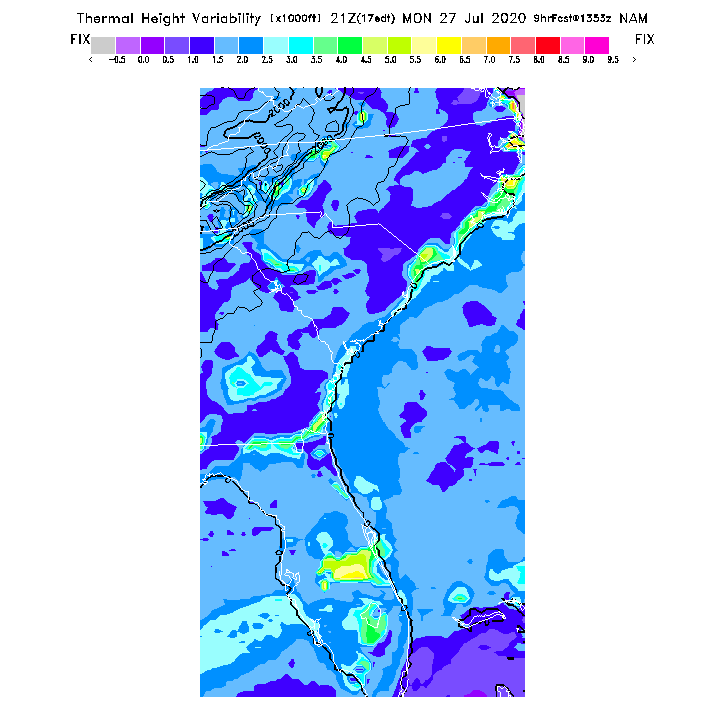 Thermal Height Variability [x1000ft] 21Z(17edt) MON 27 Jul 2020 9hrFcst@1353z NAM
FIX FIX
< -0.5 0.0 0.5 1.0 1.5 2.0 2.5 3.0 3.5 4.0 4.5 5.0 5.5 6.0 6.5 7.0 7.5 8.0 8.5 9.0 9.5 >
2000